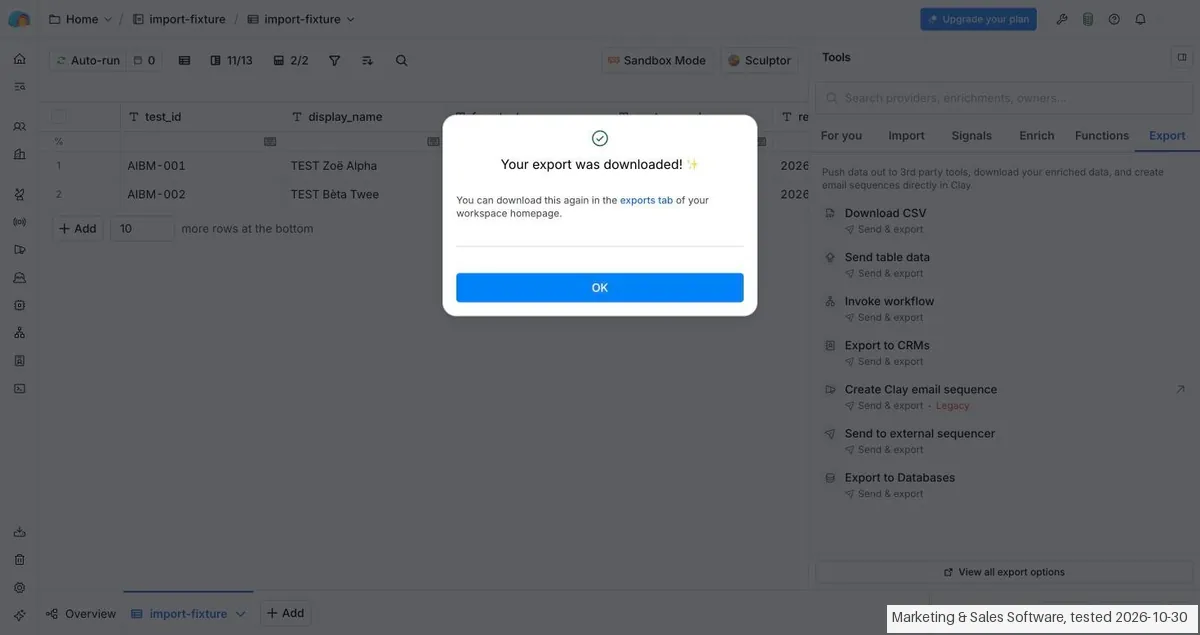 Home / import-fixture / import-fixture
Upgrade your plan
Auto-run 0 11/13 2/2
Sandbox Mode Sculptor
Tools
Search providers, enrichments, owners...
For you Import Signals Enrich Functions Export
Push data out to 3rd party tools, download your enriched data, and create
email sequences directly in Clay.
test_id display_name
%
1 AIBM-001 TEST Zoë Alpha 2026
2 AIBM-002 TEST Bèta Twee 2026
+ Add 10 more rows at the bottom
Your export was downloaded! ✨
You can download this again in the exports tab of your
workspace homepage.
OK
Download CSV
Send & export
Send table data
Send & export
Invoke workflow
Send & export
Export to CRMs
Send & export
Create Clay email sequence
Send & export - Legacy
Send to external sequencer
Send & export
Export to Databases
Send & export
View all export options
Overview import-fixture + Add
Marketing & Sales Software, tested 2026-10-30